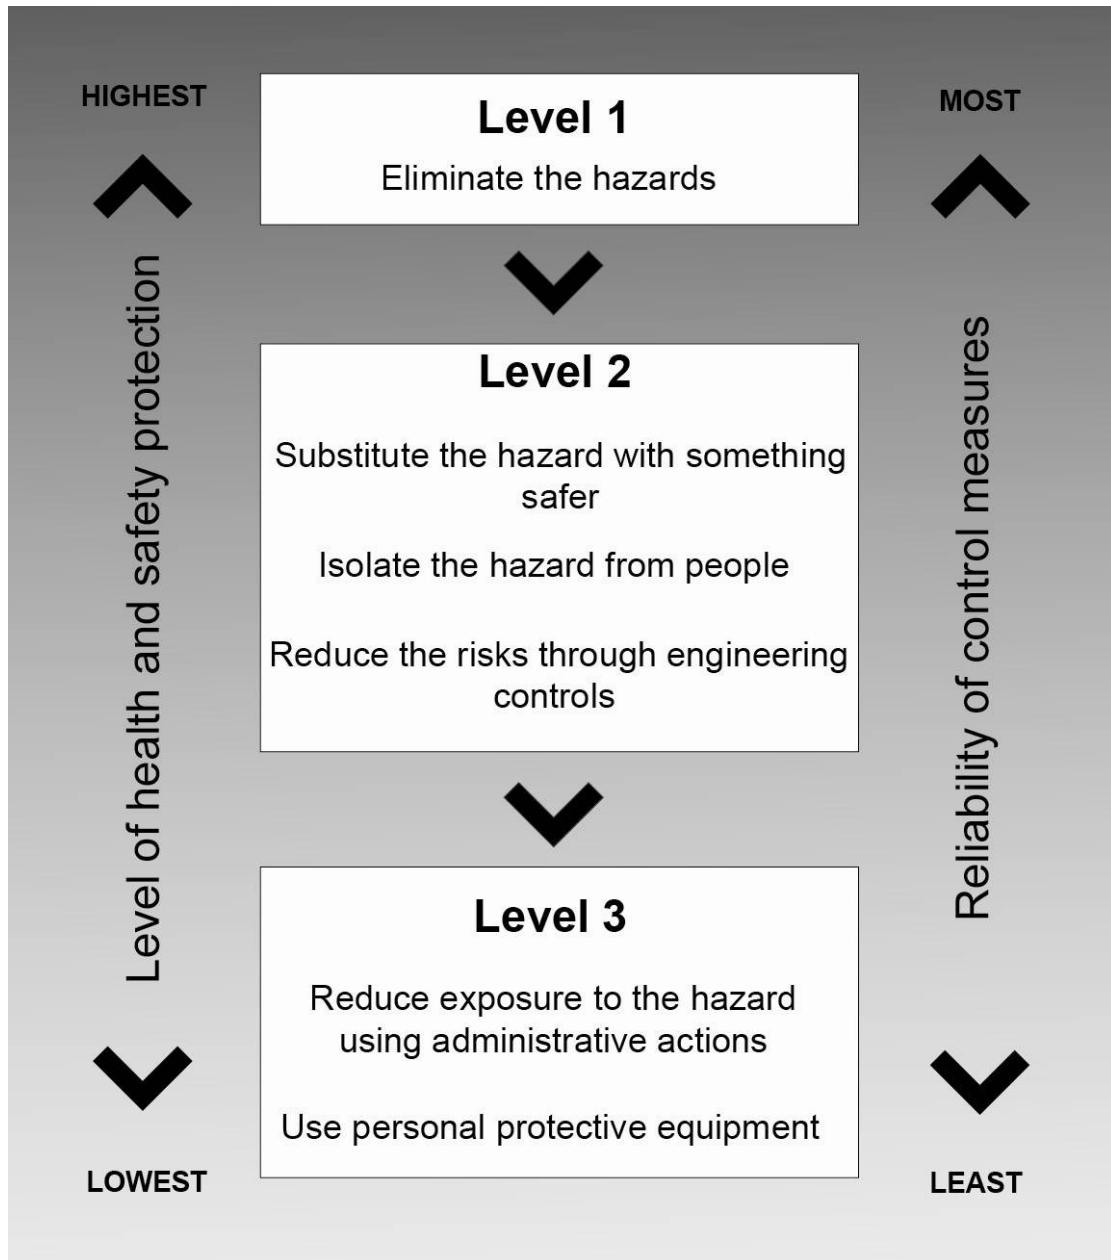 HIGHEST
Level 1
MOST
Eliminate the hazards
Level of health and safety protection
Reliability of control measures
Level 2
Substitute the hazard with something
safer
Isolate the hazard from people
Reduce the risks through engineering
controls
Level 3
Reduce exposure to the hazard
using administrative actions
Use personal protective equipment
LOWEST
LEAST